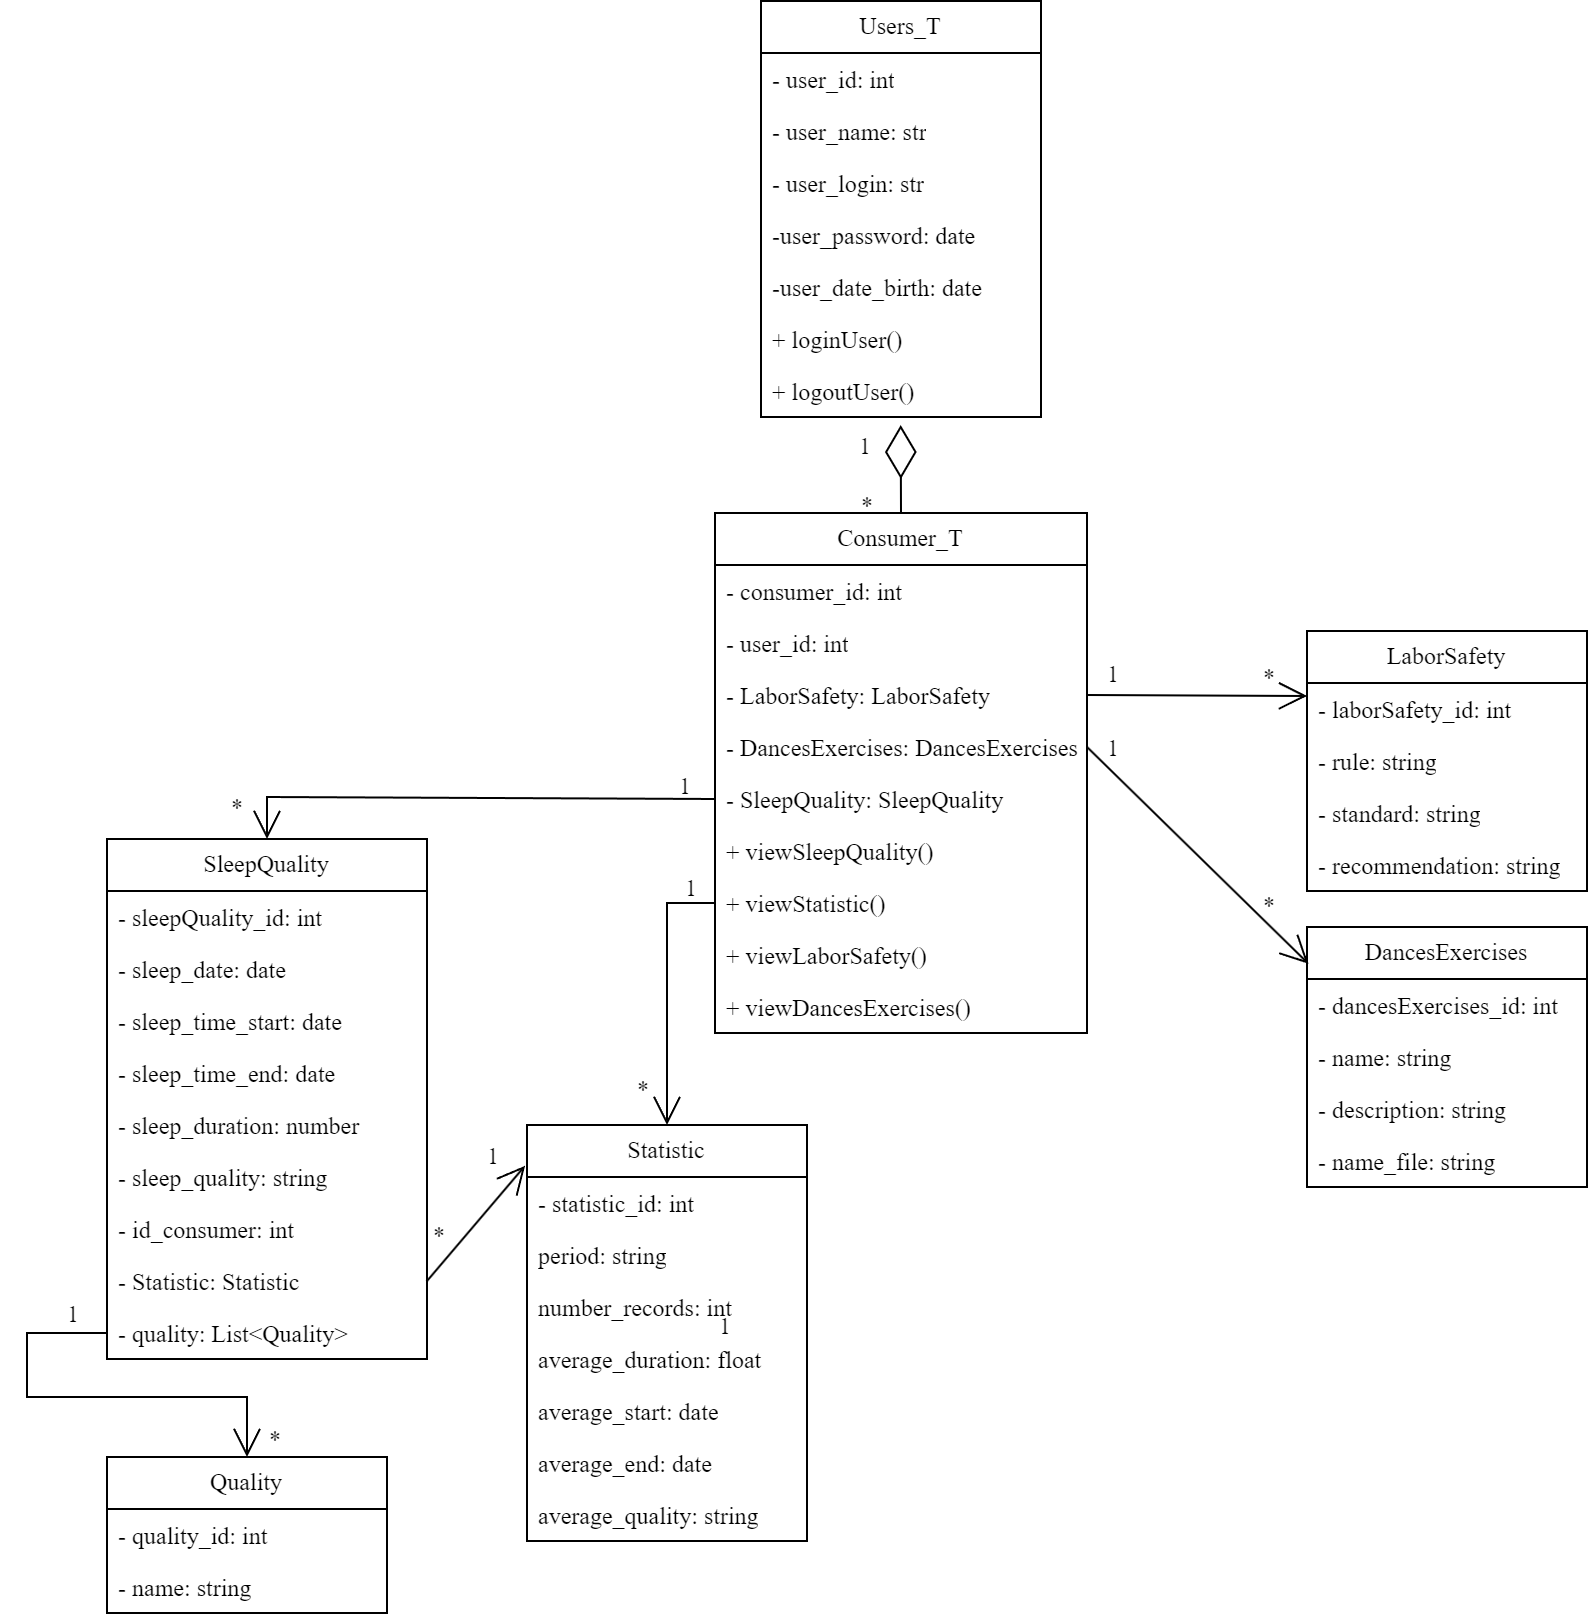 Users_T
- user_id: int
- user_name: str
- user_login: str
-user_password: date
-user_date_birth: date
+ loginUser()
+ logoutUser()
1
*
Consumer_T
- consumer_id: int
- user_id: int
- LaborSafety: LaborSafety
- DancesExercises: DancesExercises
- SleepQuality: SleepQuality
+ viewSleepQuality()
+ viewStatistic()
+ viewLaborSafety()
+ viewDancesExercises()
1
*
LaborSafety
- laborSafety_id: int
- rule: string
- standard: string
- recommendation: string
1
*
DancesExercises
- dancesExercises_id: int
- name: string
- description: string
- name_file: string
1
*
SleepQuality
- sleepQuality_id: int
- sleep_date: date
- sleep_time_start: date
- sleep_time_end: date
- sleep_duration: number
- sleep_quality: string
- id_consumer: int
- Statistic: Statistic
- quality: List<Quality>
1
*
*
1
Statistic
- statistic_id: int
period: string
number_records: int
1
average_duration: float
average_start: date
average_end: date
average_quality: string
1
*
Quality
- quality_id: int
- name: string